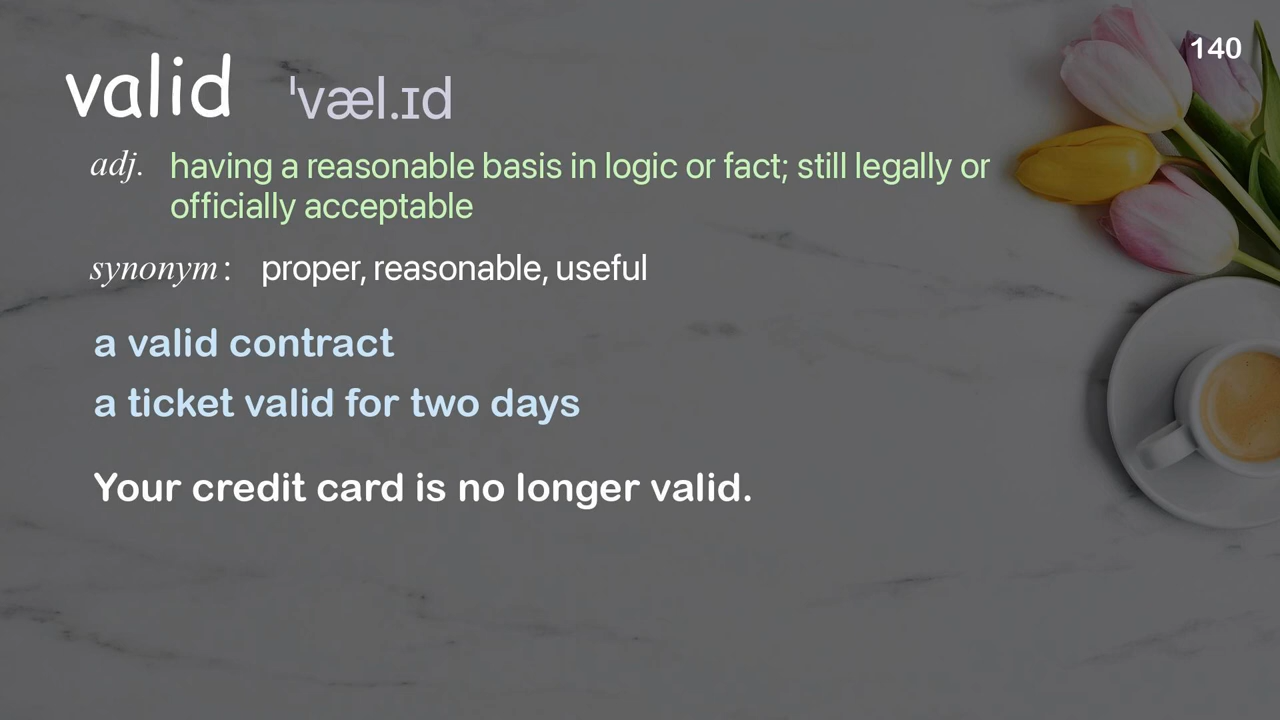 140
valid ˈvæl.ɪd
adj. having a reasonable basis in logic or fact; still legally or
officially acceptable
synonym : proper, reasonable, useful
a valid contract
a ticket valid for two days
Your credit card is no longer valid.